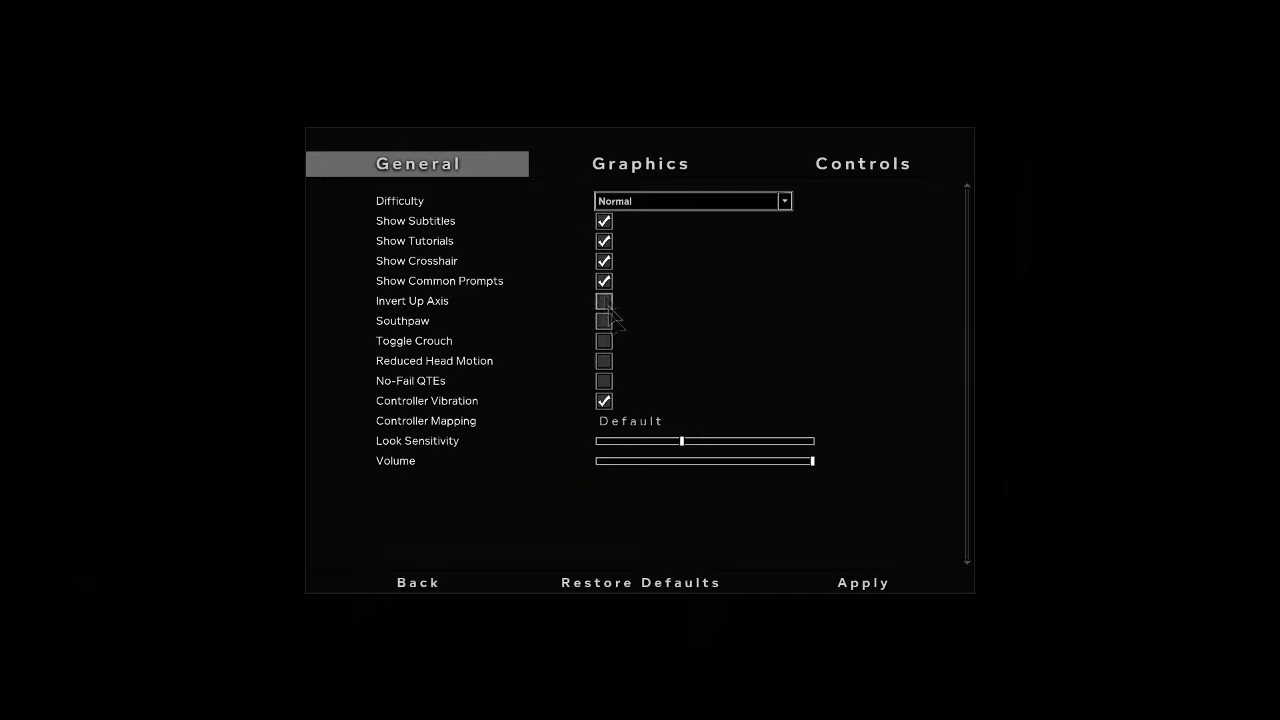 General Graphics Controls
Difficulty Normal
Show Subtitles
Show Tutorials
Show Crosshair
Show Common Prompts
Invert Up Axis
Southpaw
Toggle Crouch
Reduced Head Motion
No-Fail QTEs
Controller Vibration
Controller Mapping Default
Look Sensitivity
Volume
Back Restore Defaults Apply